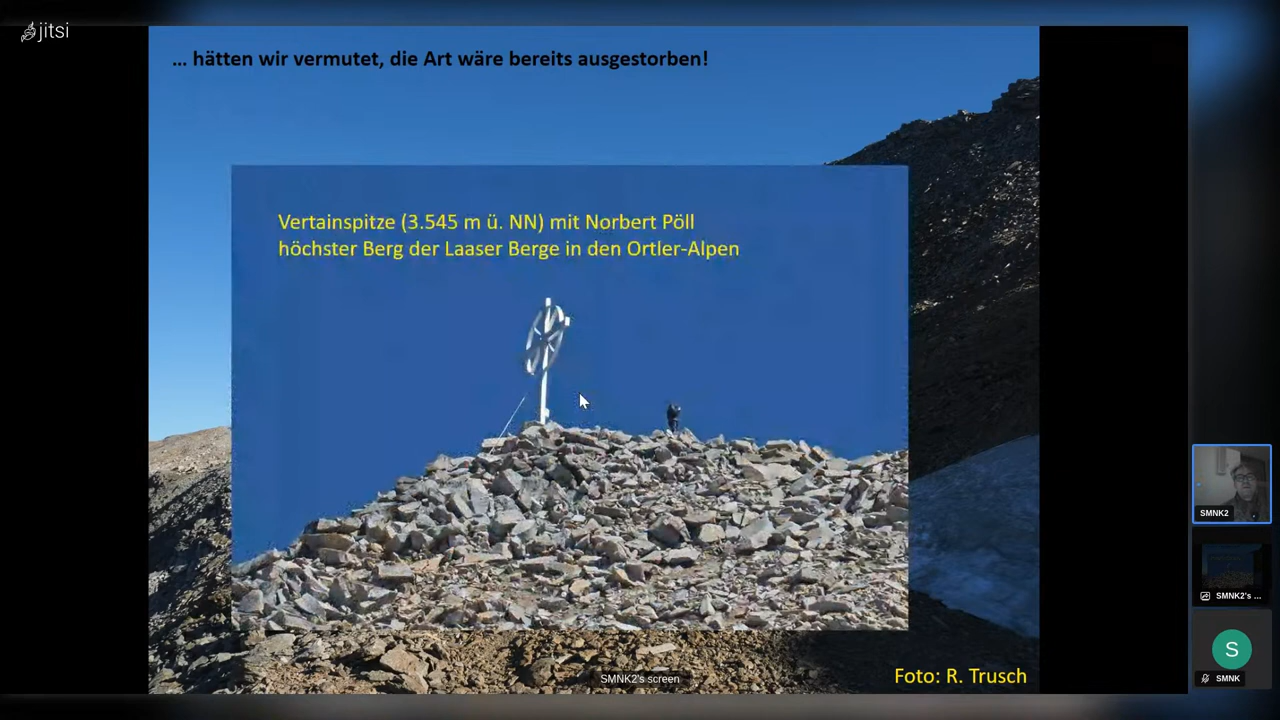 jitsi
... hätten wir vermutet, die Art wäre bereits ausgestorben!
Vertainspitze (3.545 m ü. NN) mit Norbert Pöll
höchster Berg der Laaser Berge in den Ortler-Alpen
Foto: R. Trusch
SMNK2's screen
SMNK2
SMNK2's ...
S
SMNK